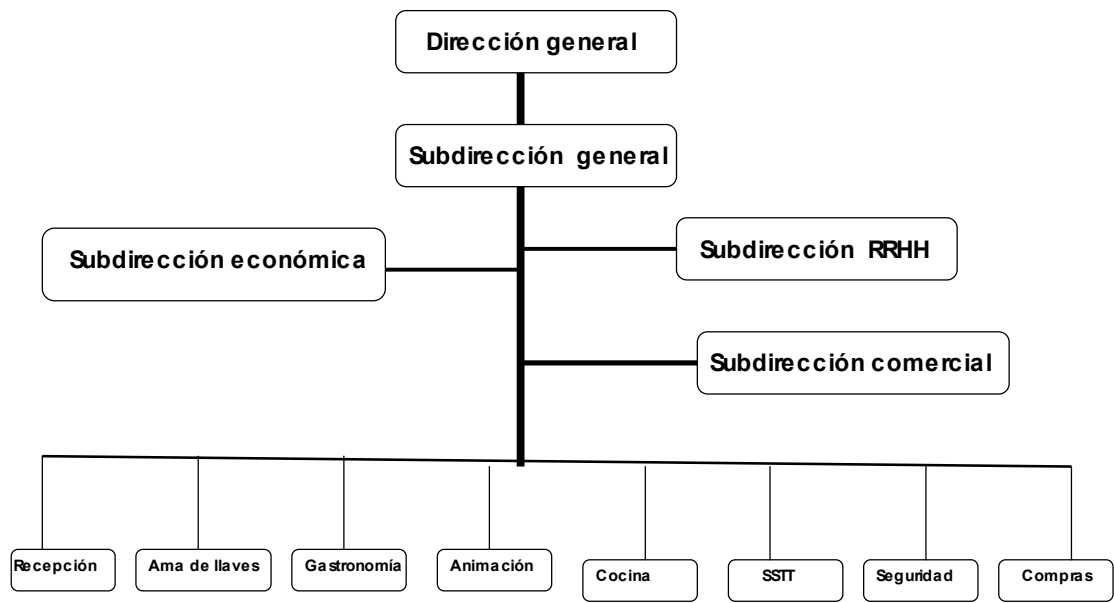 Dirección general
Subdirección general
Subdirección económica
Subdirección RRHH
Subdirección comercial
Recepción
Ama de llaves
Gastronomía
Animación
Cocina
SSTT
Seguridad
Compras